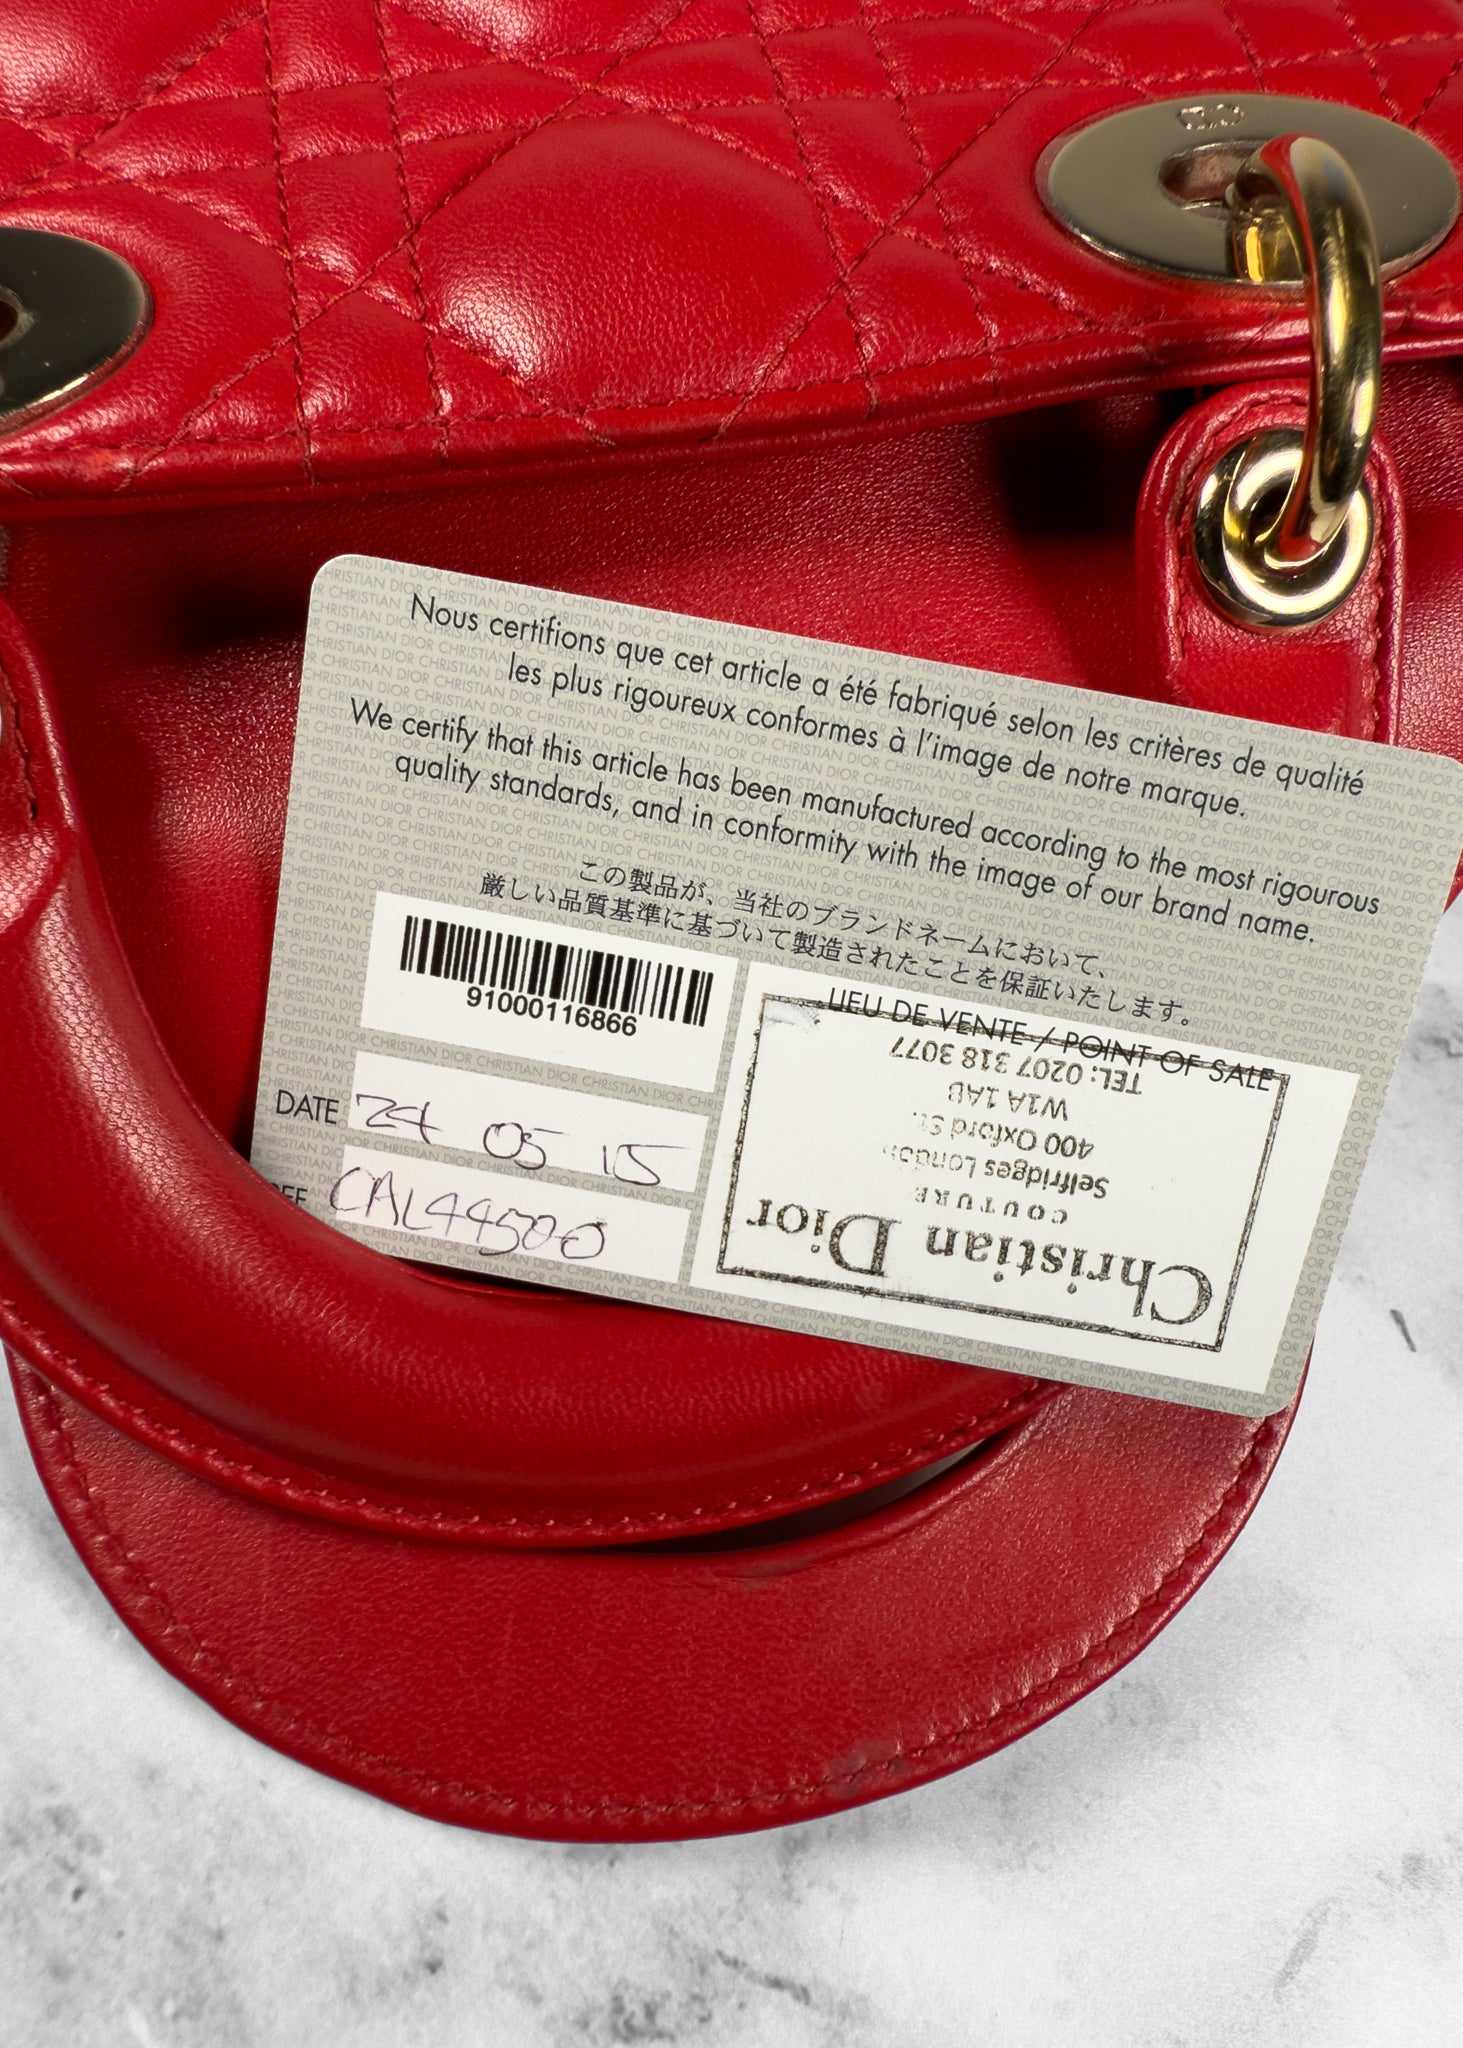 Nous certifions que cet article a été fabriqué selon les critères de qualité
les plus rigoureux conformes à l'image de notre marque.
We certify that this article has been manufactured according to the most rigourous
quality standards, and in conformity with the image of our brand name.
この製品が、当社のブランドネームにおいて、
厳しい品質基準に基づいて製造されたことを保証いたします。
91000116866
LIEU DE VENTE / POINT OF SALE
DATE 24 05 15
CAL44500
Christian Dior
COUTURE
Selfridges London
400 Oxford St.
W1A 1AB
TEL: 0207 318 3077
CD